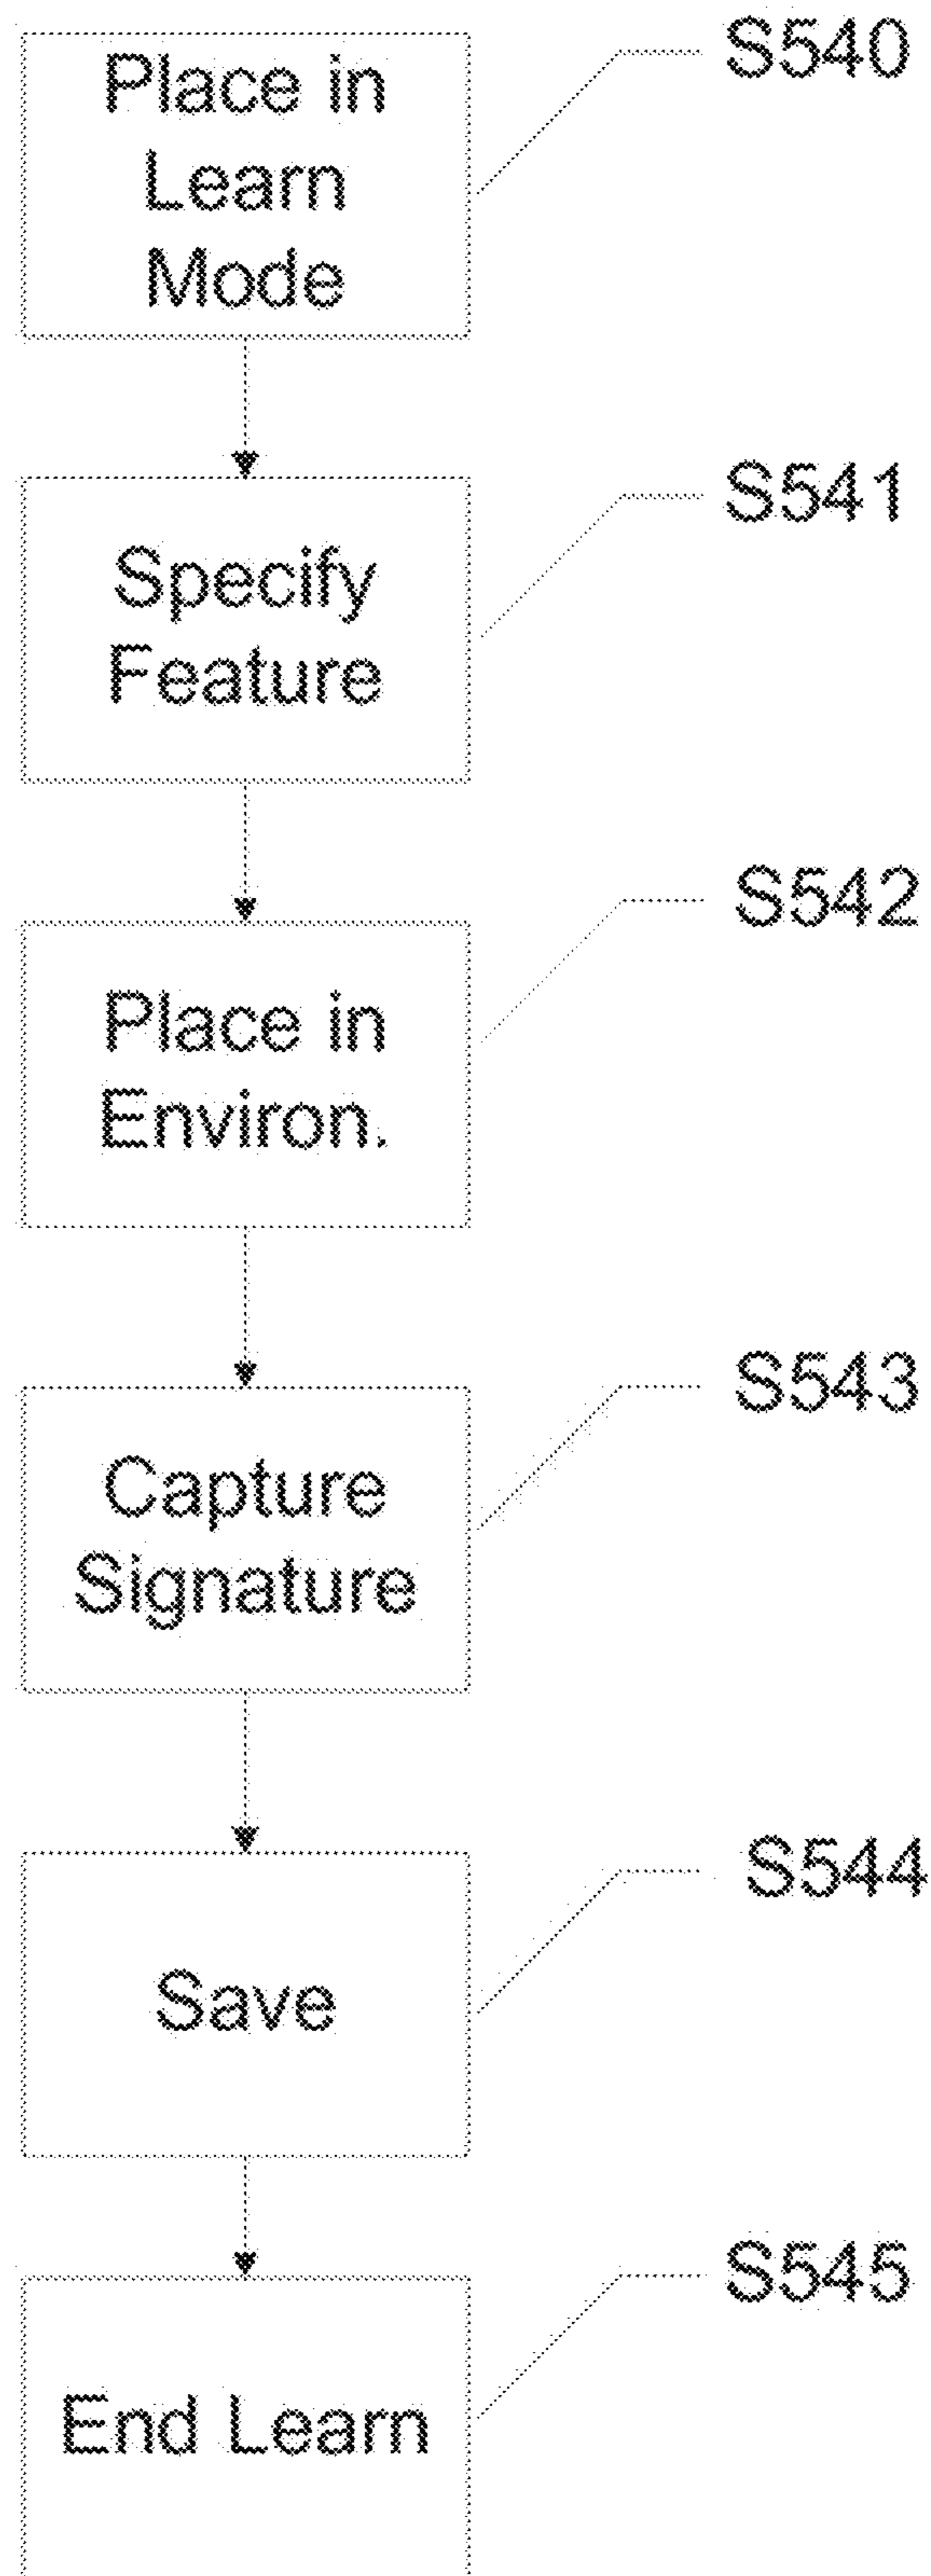 Place in
Learn
Mode
S540
Specify
Feature
S541
Place in
Environ.
S542
Capture
Signature
S543
Save
S544
End Learn
S545